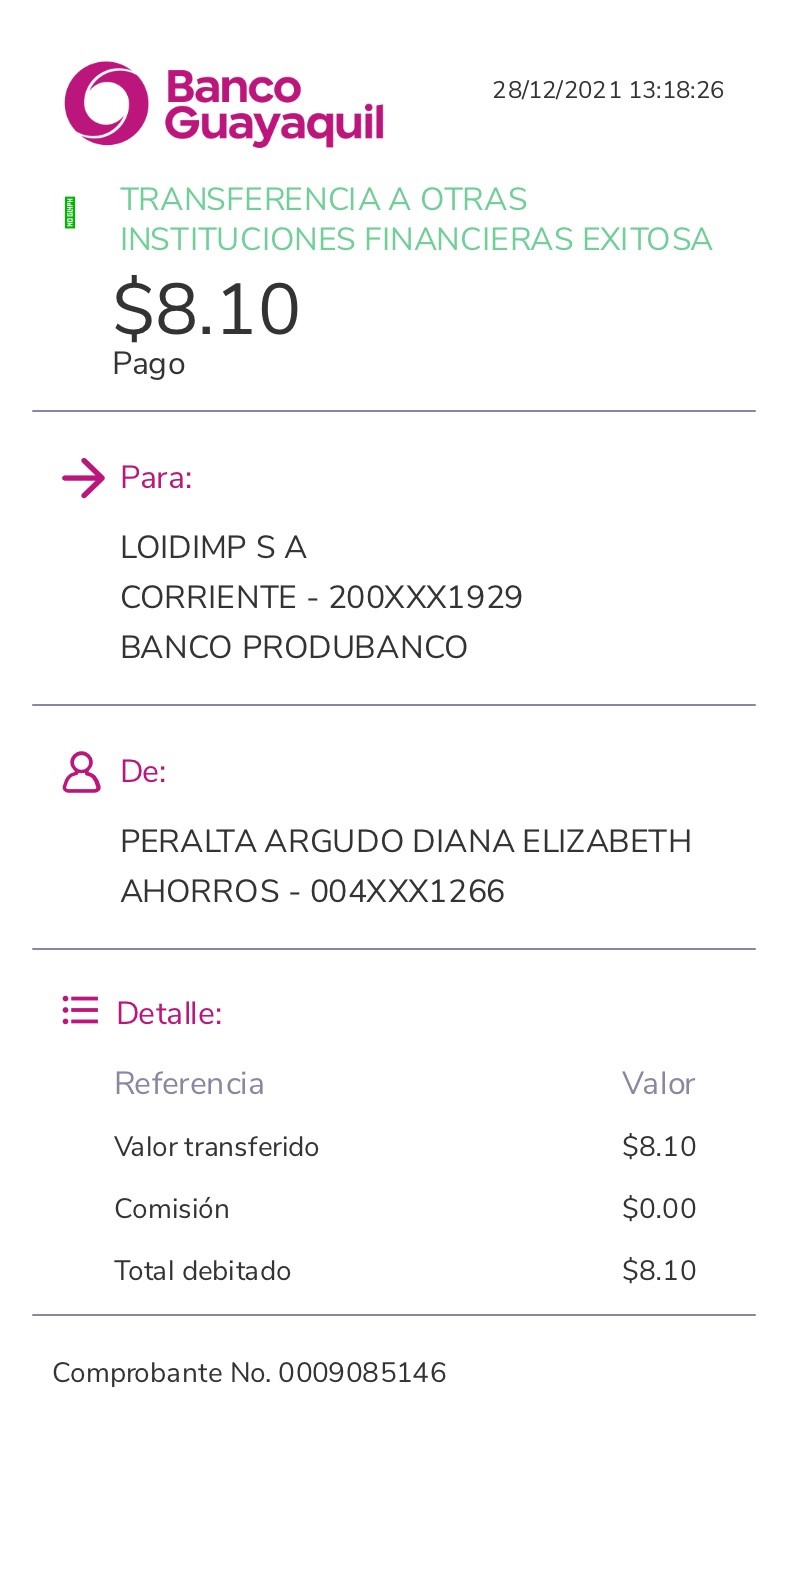 Banco
Guayaquil
28/12/2021 13:18:26
NO GLYPH
TRANSFERENCIA A OTRAS
INSTITUCIONES FINANCIERAS EXITOSA
$8.10
Pago
Para:
LOIDIMP S A
CORRIENTE - 200XXX1929
BANCO PRODUBANCO
De:
PERALTA ARGUDO DIANA ELIZABETH
AHORROS - 004XXX1266
Detalle:
Referencia Valor
Valor transferido $8.10
Comisión $0.00
Total debitado $8.10
Comprobante No. 0009085146